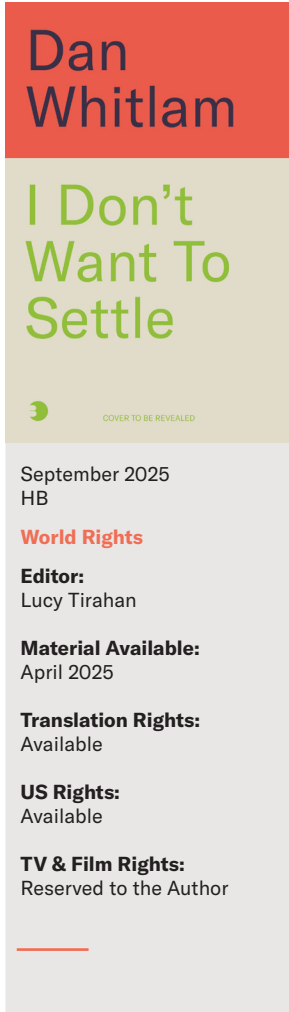 Dan
Whitlam
I Don't
Want To
Settle
COVER TO BE REVEALED
September 2025
HB
World Rights
Editor:
Lucy Tirahan
Material Available:
April 2025
Translation Rights:
Available
US Rights:
Available
TV & Film Rights:
Reserved to the Author